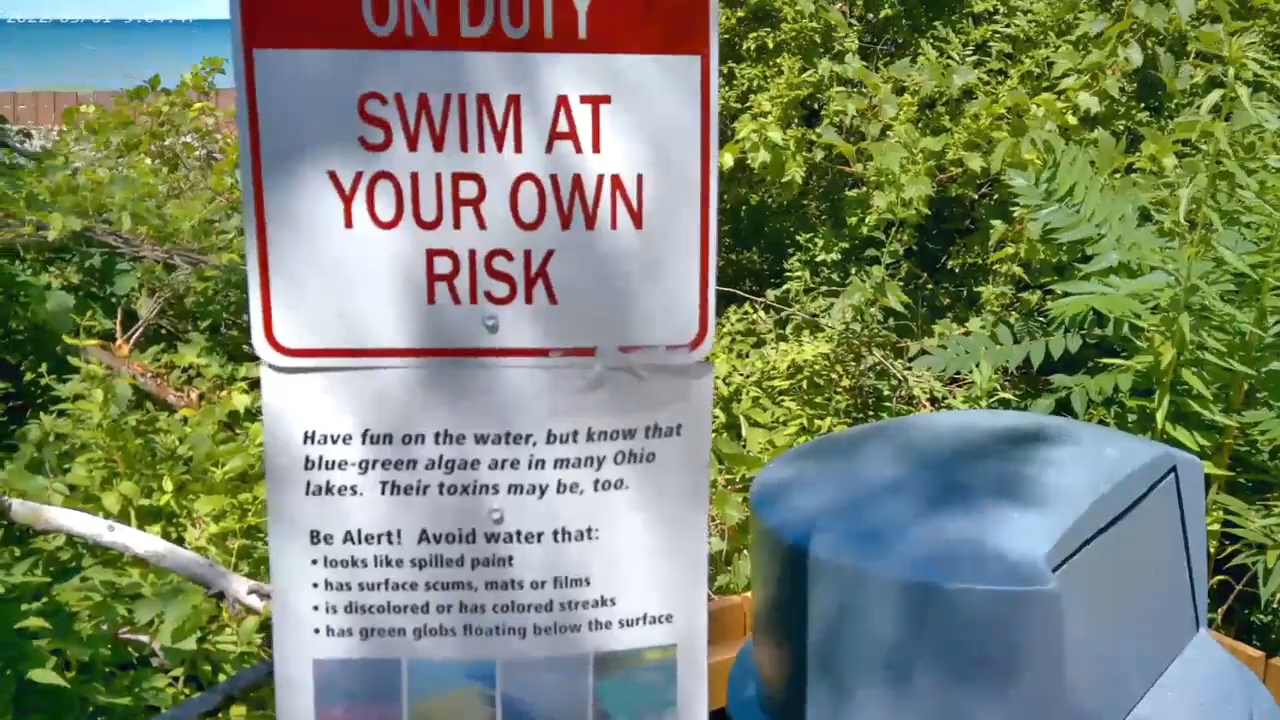 ON DUTY
SWIM AT
YOUR OWN
RISK
Have fun on the water, but know that
blue-green algae are in many Ohio
lakes. Their toxins may be, too.
Be Alert! Avoid water that:
• looks like spilled paint
• has surface scums, mats or films
• is discolored or has colored streaks
• has green globs floating below the surface